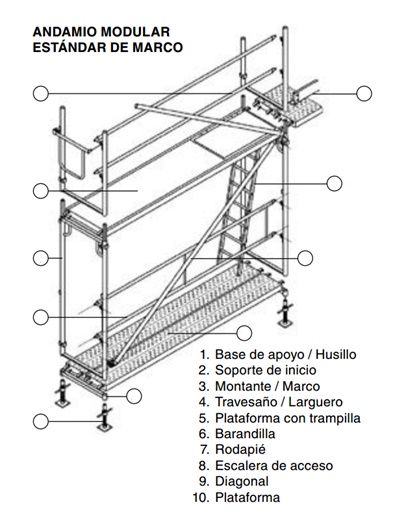 ANDAMIO MODULAR
ESTÁNDAR DE MARCO
1. Base de apoyo / Husillo
2. Soporte de inicio
3. Montante / Marco
4. Travesaño / Larguero
5. Plataforma con trampilla
6. Barandilla
7. Rodapié
8. Escalera de acceso
9. Diagonal
10. Plataforma